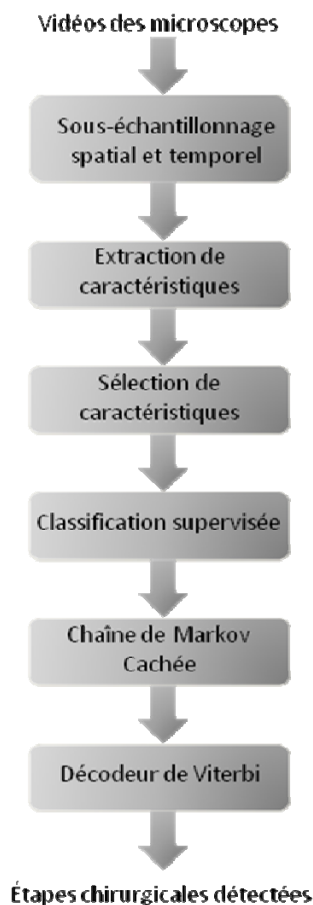 Vidéos des microscopes
Sous-échantillonnage
spatial et temporel
Extraction de
caractéristiques
Sélection de
caractéristiques
Classification supervisée
Chaîne de Markov
Cachée
Décodeur de Viterbi
Étapes chirurgicales détectées